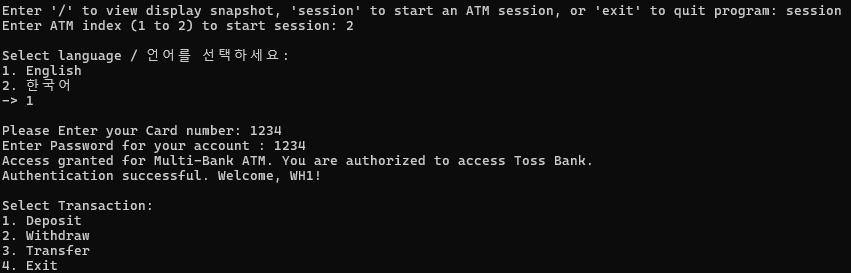 Enter '/' to view display snapshot, 'session' to start an ATM session, or 'exit' to quit program: session
Enter ATM index (1 to 2) to start session: 2
Select language / 언어를 선택하세요:
1. English
2. 한국어
-> 1
Please Enter your Card number: 1234
Enter Password for your account : 1234
Access granted for Multi-Bank ATM. You are authorized to access Toss Bank.
Authentication successful. Welcome, WH1!
Select Transaction:
1. Deposit
2. Withdraw
3. Transfer
4. Exit